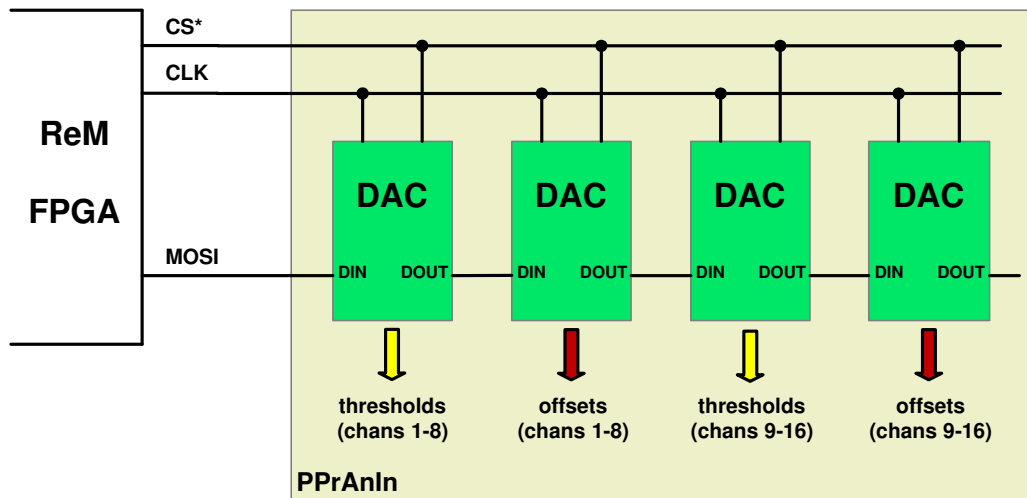 CS*
CLK
ReM
FPGA
MOSI
DAC
DAC
DAC
DAC
DIN DOUT
DIN DOUT
DIN DOUT
DIN DOUT
thresholds
(chans 1-8)
offsets
(chans 1-8)
thresholds
(chans 9-16)
offsets
(chans 9-16)
PPrAnIn